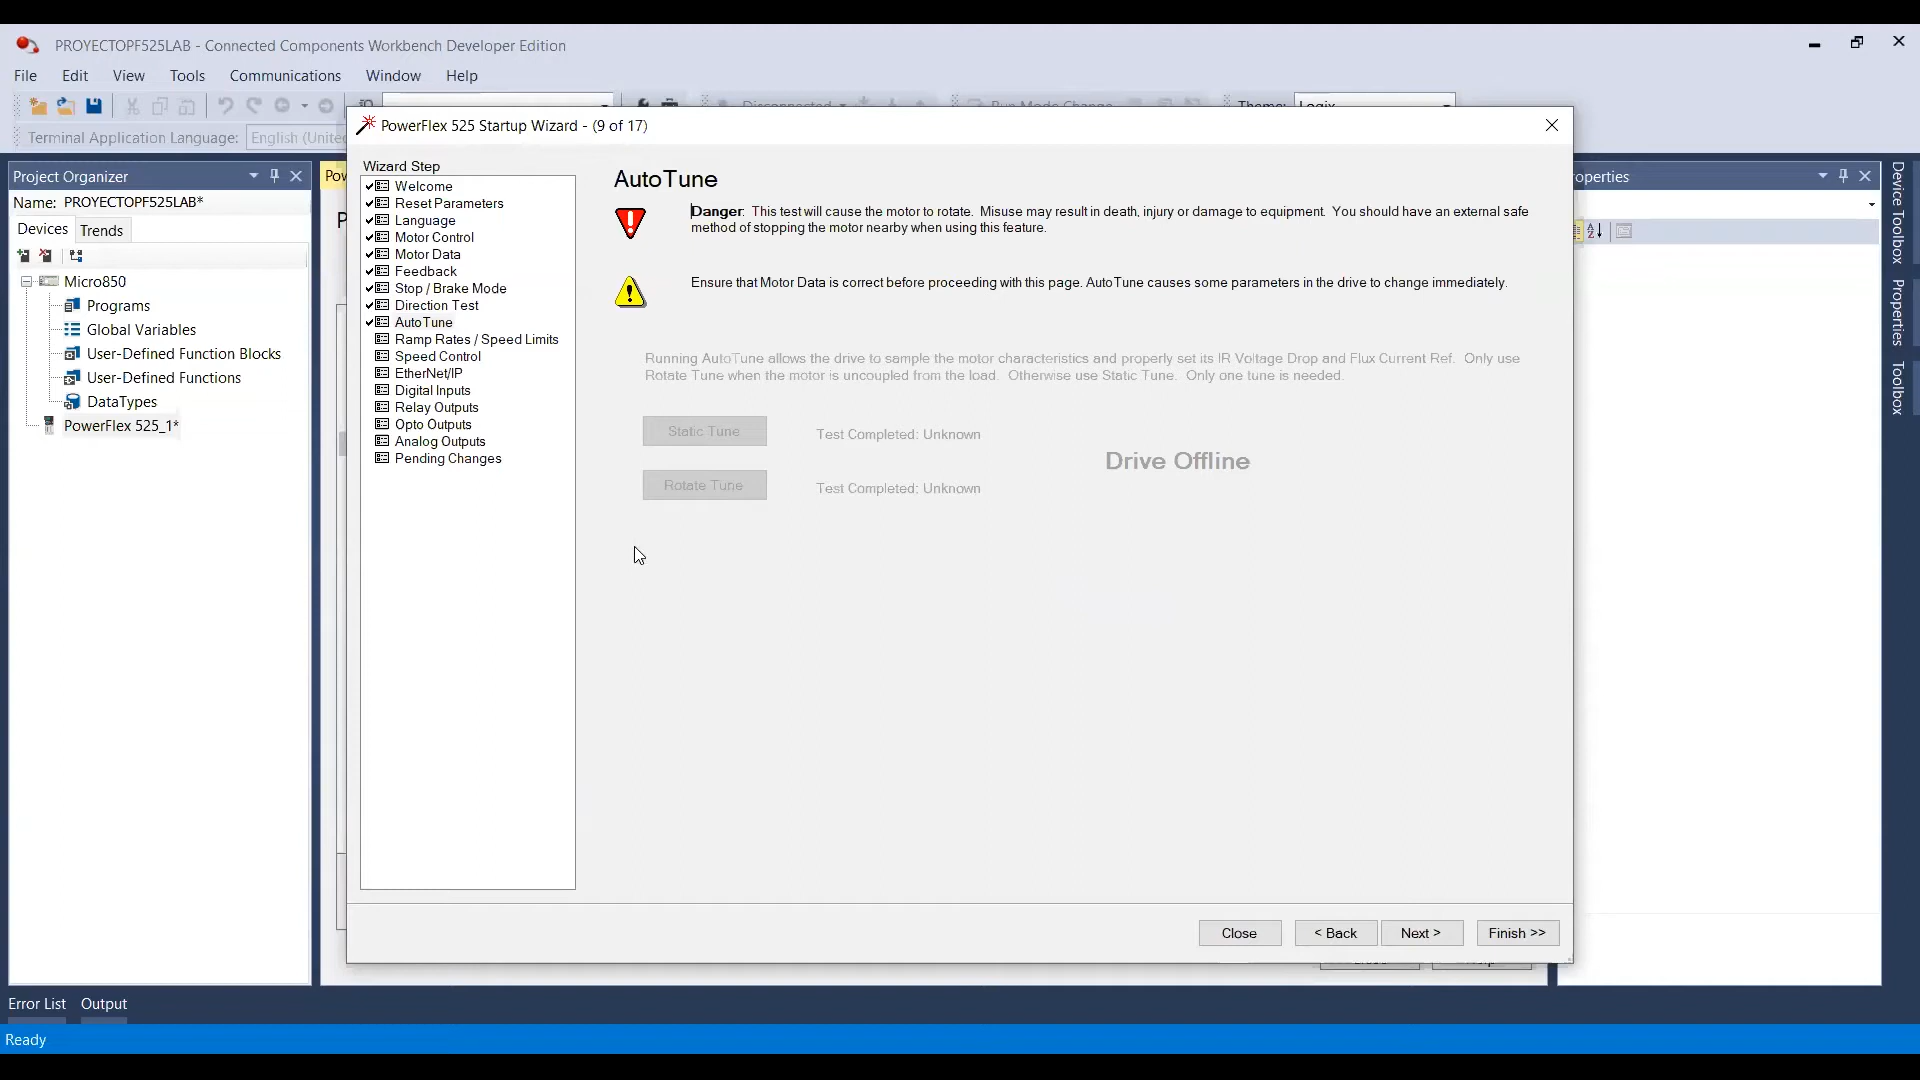 PROYECTOPF525LAB - Connected Components Workbench Developer Edition
File Edit View Tools Communications Window Help
Disconnected Run Mode Change Theme: Logix
Terminal Application Language: English (Unite
PowerFlex 525 Startup Wizard - (9 of 17)
Project Organizer
Name: PROYECTOPF525LAB*
Devices Trends
Micro850
Programs
Global Variables
User-Defined Function Blocks
User-Defined Functions
DataTypes
PowerFlex 525_1*
Pow
P
Wizard Step
Welcome
Reset Parameters
Language
Motor Control
Motor Data
Feedback
Stop / Brake Mode
Direction Test
AutoTune
Ramp Rates / Speed Limits
Speed Control
EtherNet/IP
Digital Inputs
Relay Outputs
Opto Outputs
Analog Outputs
Pending Changes
AutoTune
Danger: This test will cause the motor to rotate. Misuse may result in death, injury or damage to equipment. You should have an external safe
method of stopping the motor nearby when using this feature.
Ensure that Motor Data is correct before proceeding with this page. AutoTune causes some parameters in the drive to change immediately.
Running AutoTune allows the drive to sample the motor characteristics and properly set its IR Voltage Drop and Flux Current Ref. Only use
Rotate Tune when the motor is uncoupled from the load. Otherwise use Static Tune. Only one tune is needed.
Static Tune Test Completed: Unknown
Drive Offline
Rotate Tune Test Completed: Unknown
Close < Back Next > Finish >>
operties
Device Toolbox
Properties
Toolbox
Error List Output
Ready